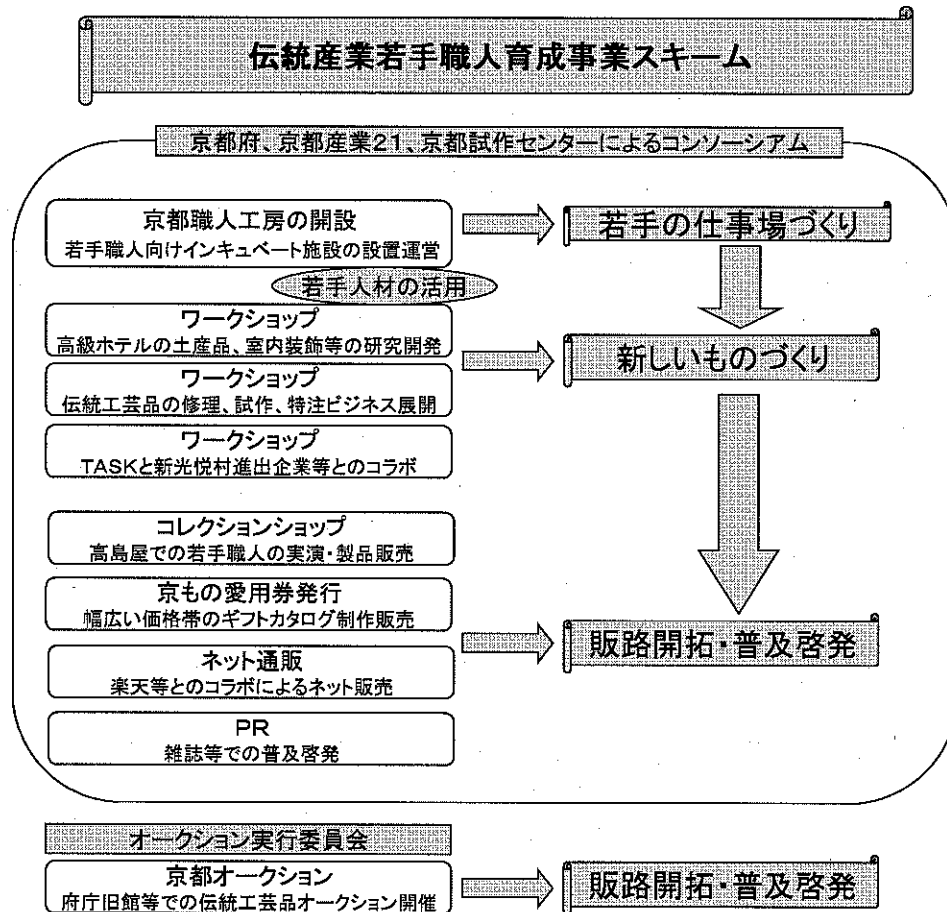 伝統産業若手職人育成事業スキーム
京都府、京都産業21、京都試作センターによるコンソーシアム
京都職人工房の開設
若手職人向けインキュベート施設の設置運営
若手の仕事場づくり
若手人材の活用
ワークショップ
高級ホテルの土産品、室内装飾等の研究開発
新しいものづくり
ワークショップ
伝統工芸品の修理、試作、特注ビジネス展開
ワークショップ
TASKと新光悦村進出企業等とのコラボ
コレクションショップ
高島屋での若手職人の実演・製品販売
京もの愛用券発行
幅広い価格帯のギフトカタログ制作販売
販路開拓・普及啓発
ネット通販
楽天等とのコラボによるネット販売
PR
雑誌等での普及啓発
オークション実行委員会
京都オークション
府庁旧館等での伝統工芸品オークション開催
販路開拓・普及啓発